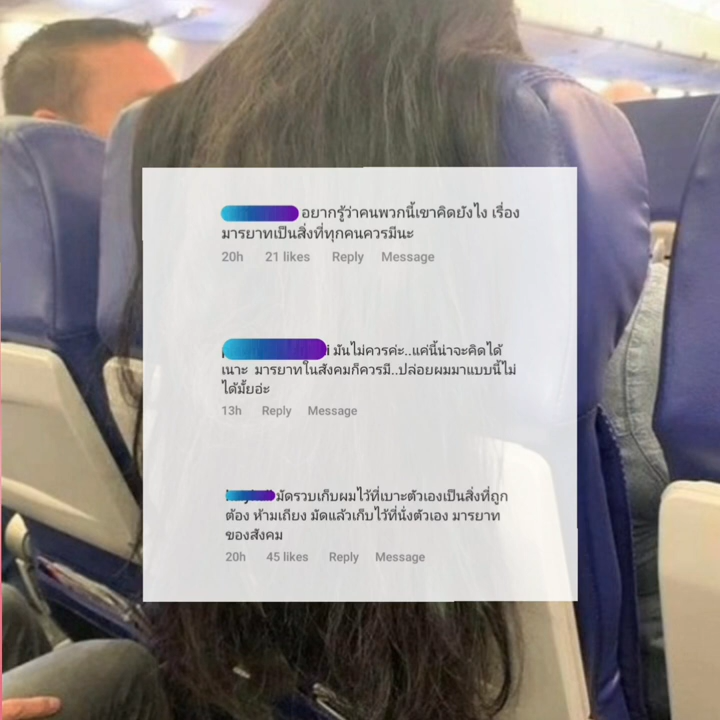 อยากรู้ว่าคนพวกนี้เขาคิดยังไง เรื่อง
มารยาทเป็นสิ่งที่ทุกคนควรมีนะ
20h 21 likes Reply Message
มันไม่ควรค่ะ..แค่นี้น่าจะคิดได้
เนาะ มารยาทในสังคมก็ควรมี..ปล่อยผมมาแบบนี้ไม่
ได้มั้ยอ่ะ
13h Reply Message
มัดรวบเก็บผมไว้ที่เบาะตัวเองเป็นสิ่งที่ถูก
ต้อง ห้ามเถียง มัดแล้วเก็บไว้ที่นั่งตัวเอง มารยาท
ของสังคม
20h 45 likes Reply Message